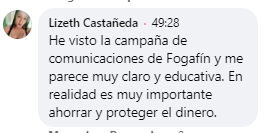 Lizeth Castañeda · 49:28
He visto la campaña de
comunicaciones de Fogafín y me
parece muy claro y educativa. En
realidad es muy importante
ahorrar y proteger el dinero.